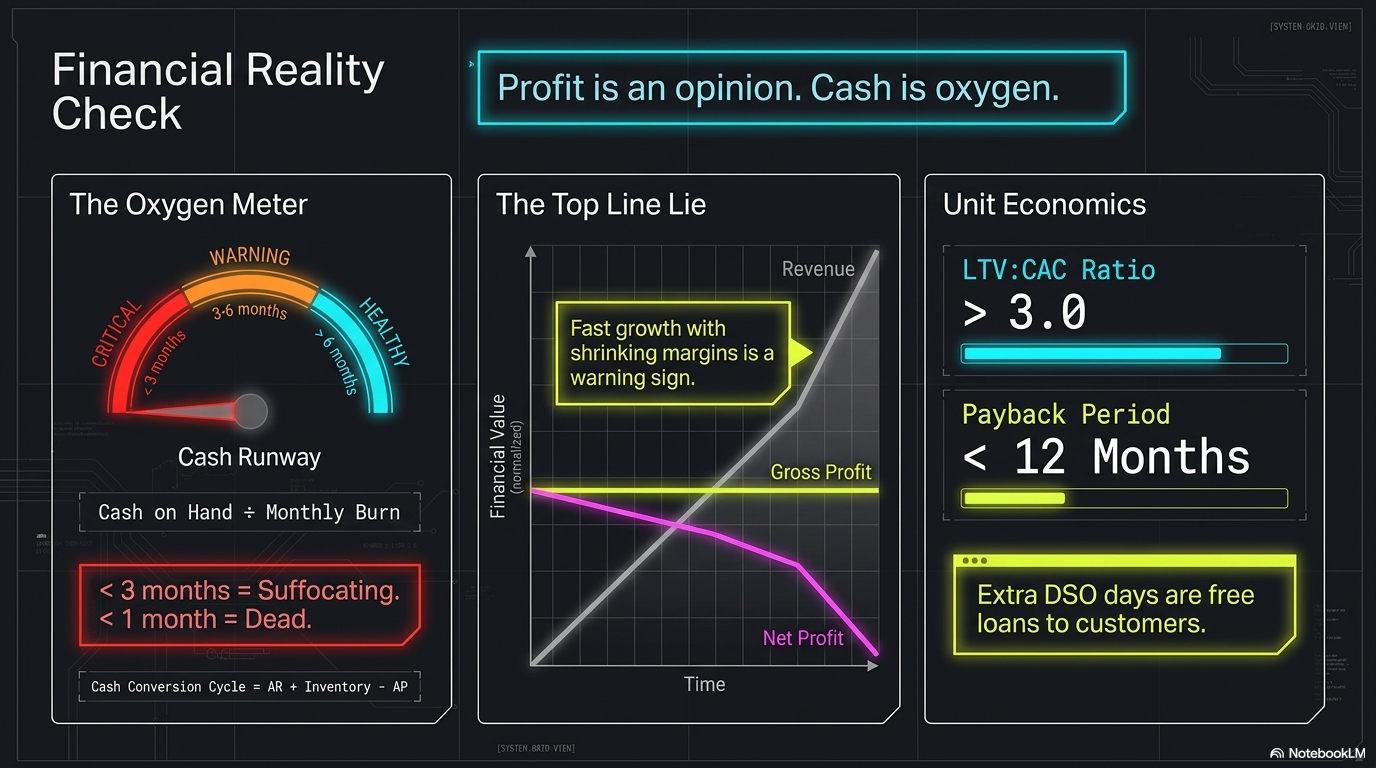 [SYSTEM.GRID.VIEW]
Financial Reality
Check
Profit is an opinion. Cash is oxygen.
The Oxygen Meter
CRITICAL
WARNING
HEALTHY
< 3 months
3-6 months
> 6 months
Cash Runway
Cash on Hand ÷ Monthly Burn
< 3 months = Suffocating.
< 1 month = Dead.
Cash Conversion Cycle = AR + Inventory - AP
The Top Line Lie
Revenue
Fast growth with
shrinking margins is a
warning sign.
Financial Value
(normalized)
Gross Profit
Net Profit
Time
Unit Economics
LTV:CAC Ratio
> 3.0
Payback Period
< 12 Months
Extra DSO days are free
loans to customers.
NotebookLM